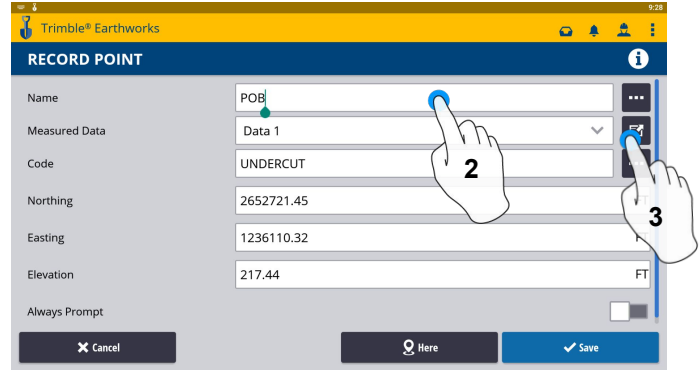 9:28
Trimble® Earthworks
RECORD POINT
Name POB
Measured Data Data 1
Code UNDERCUT
2
Northing 2652721.45 FT
3
Easting 1236110.32 FT
Elevation 217.44 FT
Always Prompt
Cancel Here Save